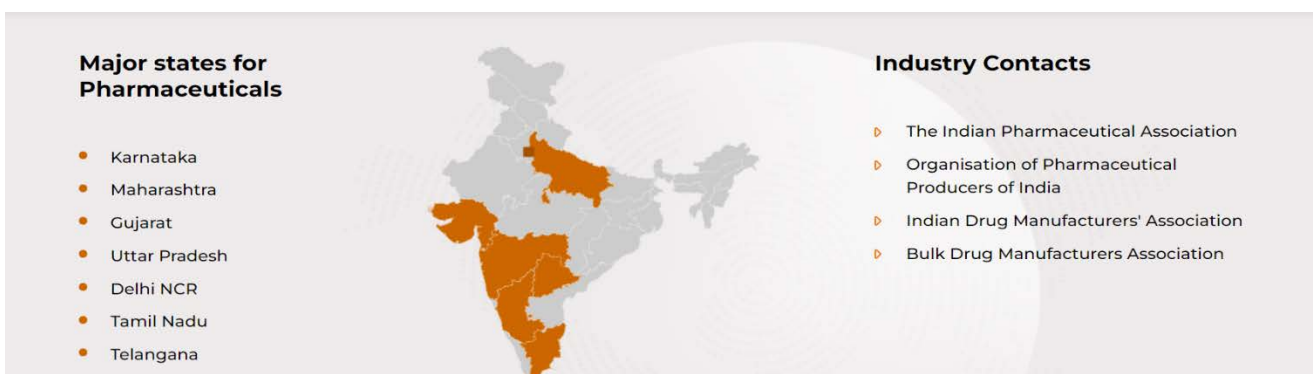 Major states for
Pharmaceuticals
Karnataka
Maharashtra
Gujarat
Uttar Pradesh
Delhi NCR
Tamil Nadu
Telangana
Industry Contacts
The Indian Pharmaceutical Association
Organisation of Pharmaceutical
Producers of India
Indian Drug Manufacturers' Association
Bulk Drug Manufacturers Association